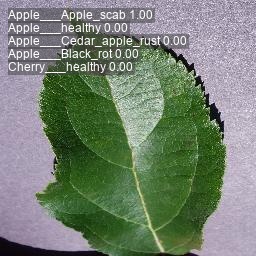 Apple___Apple_scab 1.00
Apple___healthy 0.00
Apple___Cedar_apple_rust 0.00
Apple___Black_rot 0.00
Cherry___healthy 0.00